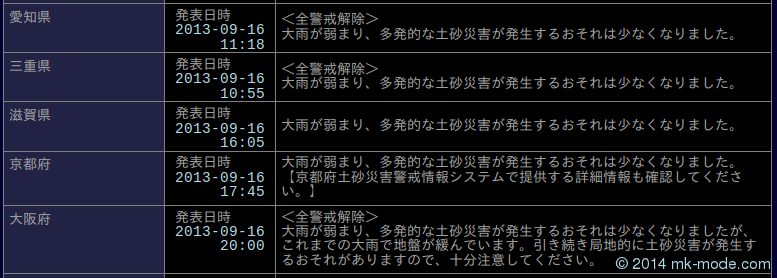 愛知県
発表日時
2013-09-16
11:18
＜全警戒解除＞
大雨が弱まり、多発的な土砂災害が発生するおそれは少なくなりました。
三重県
発表日時
2013-09-16
10:55
＜全警戒解除＞
大雨が弱まり、多発的な土砂災害が発生するおそれは少なくなりました。
滋賀県
発表日時
2013-09-16
16:05
大雨が弱まり、多発的な土砂災害が発生するおそれは少なくなりました。
京都府
発表日時
2013-09-16
17:45
大雨が弱まり、多発的な土砂災害が発生するおそれは少なくなりました。
【京都府土砂災害警戒情報システムで提供する詳細情報も確認してくださ
い。】
大阪府
発表日時
2013-09-16
20:00
＜全警戒解除＞
大雨が弱まり、多発的な土砂災害が発生するおそれは少なくなりましたが、
これまでの大雨で地盤が緩んでいます。引き続き局地的に土砂災害が発生す
るおそれがありますので、十分注意してください。
© 2014 mk-mode.com